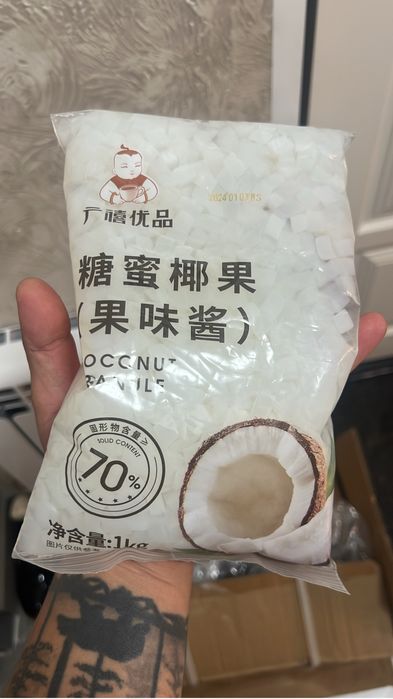 广禧优品
糖蜜椰果
(果味酱)
OCONUT
固形物含量≥
SOLID CONTENT
70%
净含量:1kg